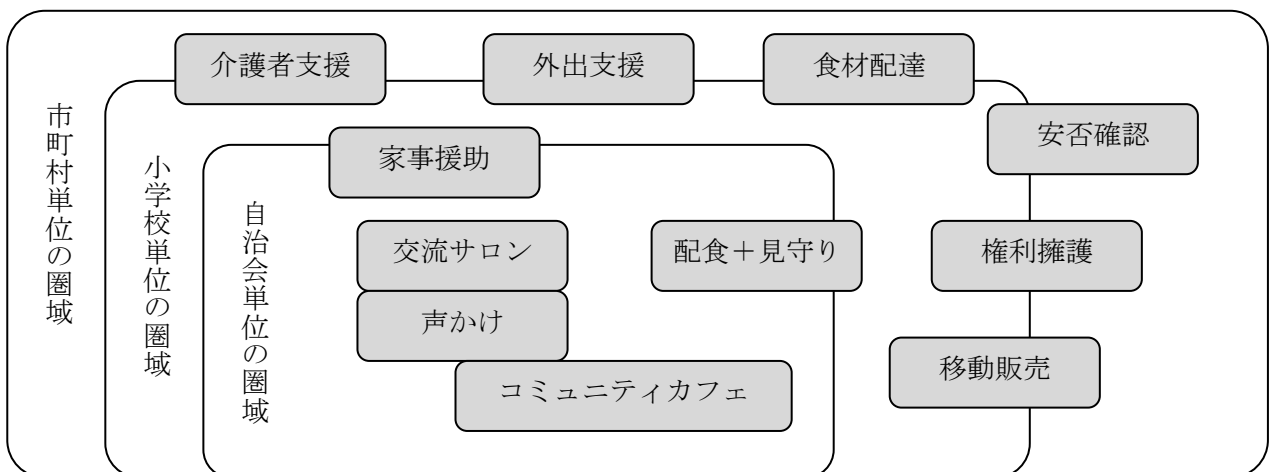 介護者支援
外出支援
食材配達
市町村単位の圏域
安否確認
小学校単位の圏域
家事援助
自治会単位の圏域
交流サロン
配食＋見守り
権利擁護
声かけ
移動販売
コミュニティカフェ